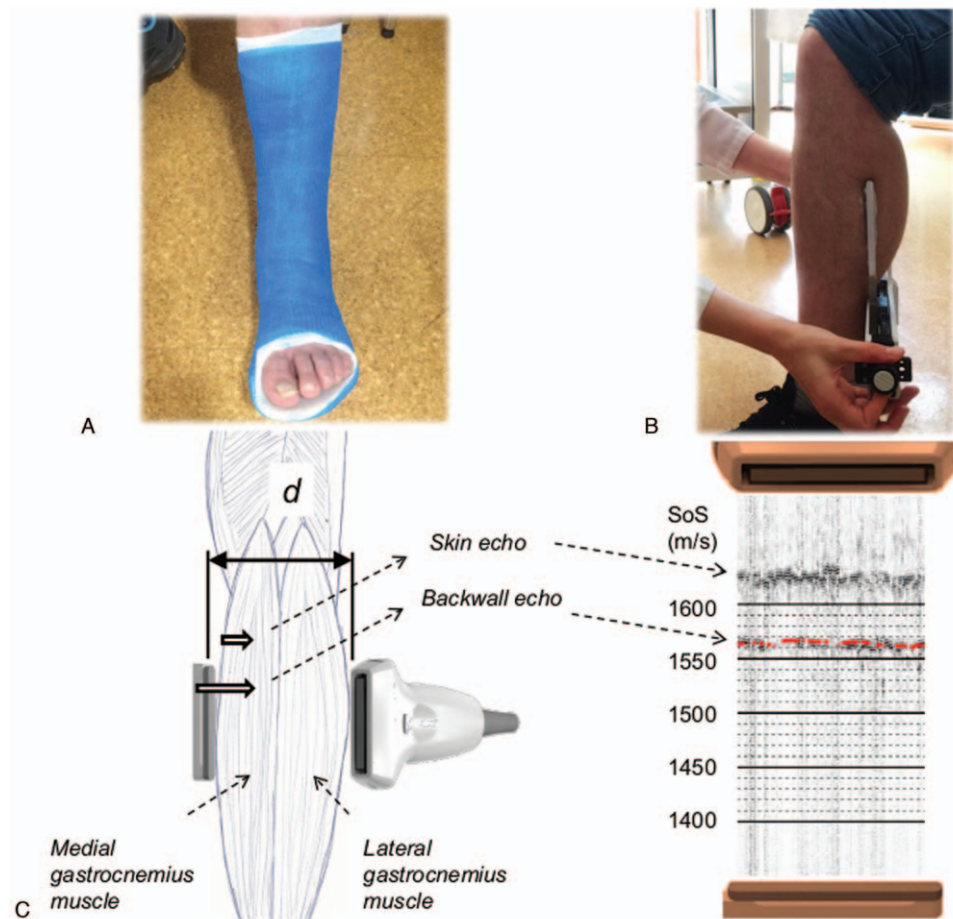 A
B
d
Skin echo
Backwall echo
SoS
(m/s)
1600
1550
1500
1450
1400
Medial
gastrocnemius
muscle
Lateral
gastrocnemius
muscle
C